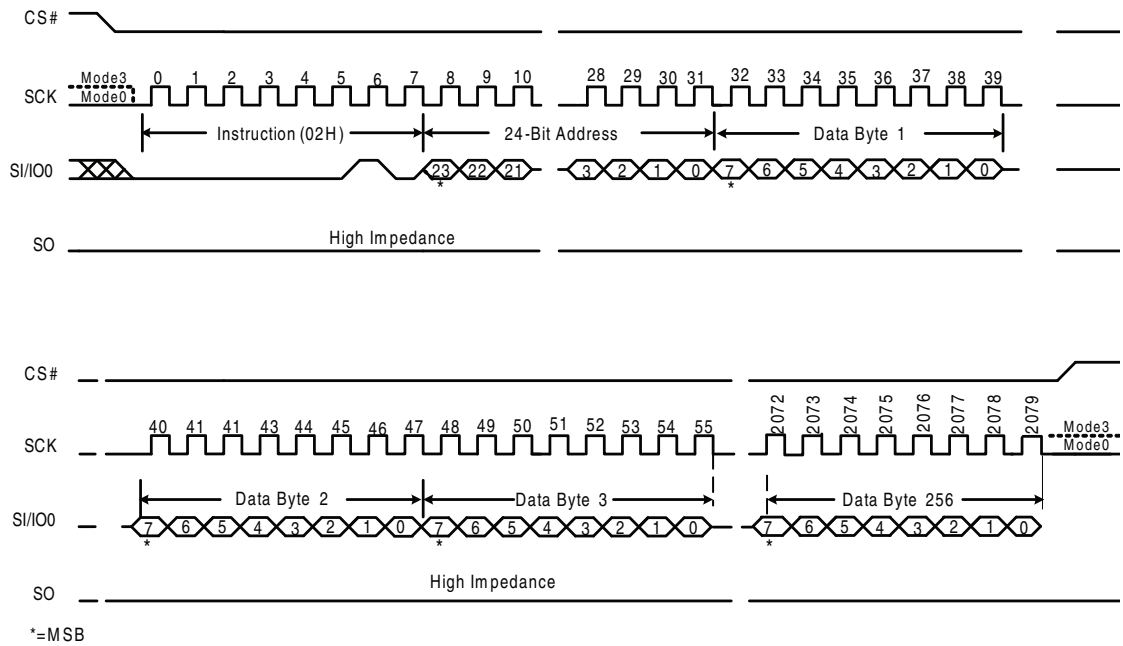 CS#
Mode3
SCK
Mode0
0 1 2 3 4 5 6 7 8 9 10 28 29 30 31 32 33 34 35 36 37 38 39
Instruction (02H) 24-Bit Address Data Byte 1
SI/IO0
23 22 21 3 2 1 0 7 6 5 4 3 2 1 0
* *
High Impedance
SO
CS#
40 41 41 43 44 45 46 47 48 49 50 51 52 53 54 55 2072 2073 2074 2075 2076 2077 2078 2079
SCK
Mode3
Mode0
Data Byte 2 Data Byte 3 Data Byte 256
SI/IO0
7 6 5 4 3 2 1 0 7 6 5 4 3 2 1 0 7 6 5 4 3 2 1 0
* * *
High Impedance
SO
*=MSB